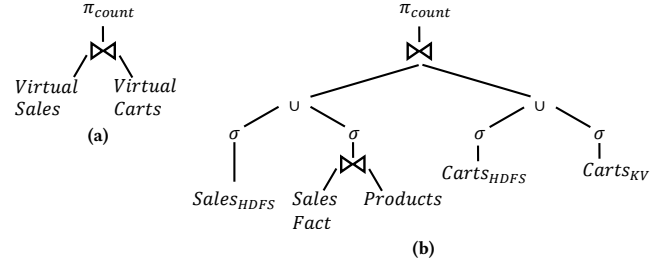 π_count
⋈
Virtual Sales
Virtual Carts
(a)
π_count
⋈
∪
∪
σ
σ
σ
σ
⋈
Sales_HDFS
Sales Fact
Products
Carts_HDFS
Carts_KV
(b)